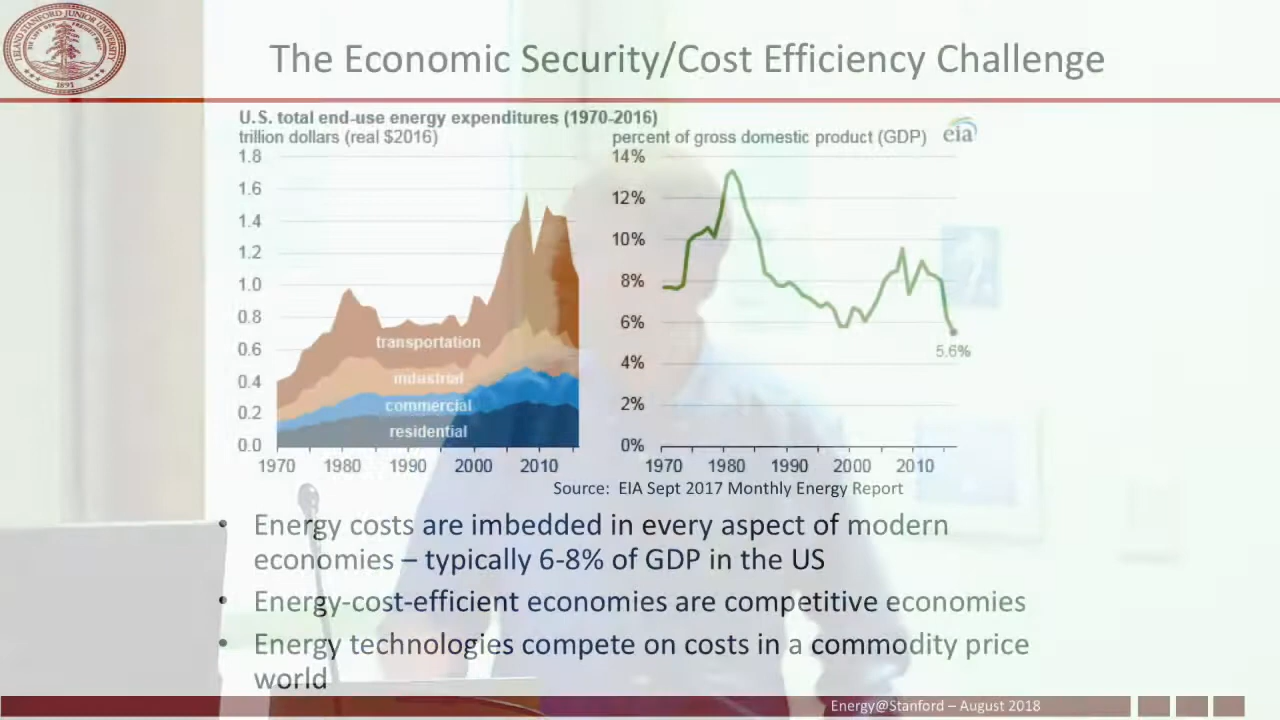 The Economic Security/Cost Efficiency Challenge
LELAND STANFORD JUNIOR UNIVERSITY
1891
U.S. total end-use energy expenditures (1970-2016)
trillion dollars (real $2016)
percent of gross domestic product (GDP)
eia
1.8
1.6
1.4
1.2
1.0
0.8
0.6
0.4
0.2
0.0
transportation
industrial
commercial
residential
1970 1980 1990 2000 2010
14%
12%
10%
8%
6%
4%
2%
0%
5.6%
1970 1980 1990 2000 2010
Source: EIA Sept 2017 Monthly Energy Report
• Energy costs are imbedded in every aspect of modern
economies – typically 6-8% of GDP in the US
• Energy-cost-efficient economies are competitive economies
• Energy technologies compete on costs in a commodity price
world
Energy@Stanford – August 2018